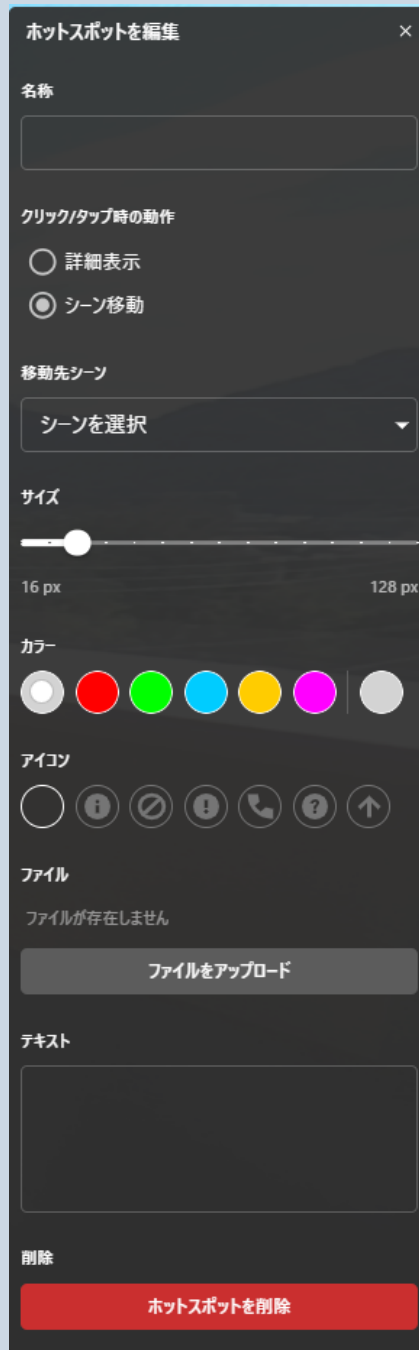 ホットスポットを編集
×
名称
クリック/タップ時の動作
詳細表示
シーン移動
移動先シーン
シーンを選択
サイズ
16 px 128 px
カラー
アイコン
ファイル
ファイルが存在しません
ファイルをアップロード
テキスト
削除
ホットスポットを削除